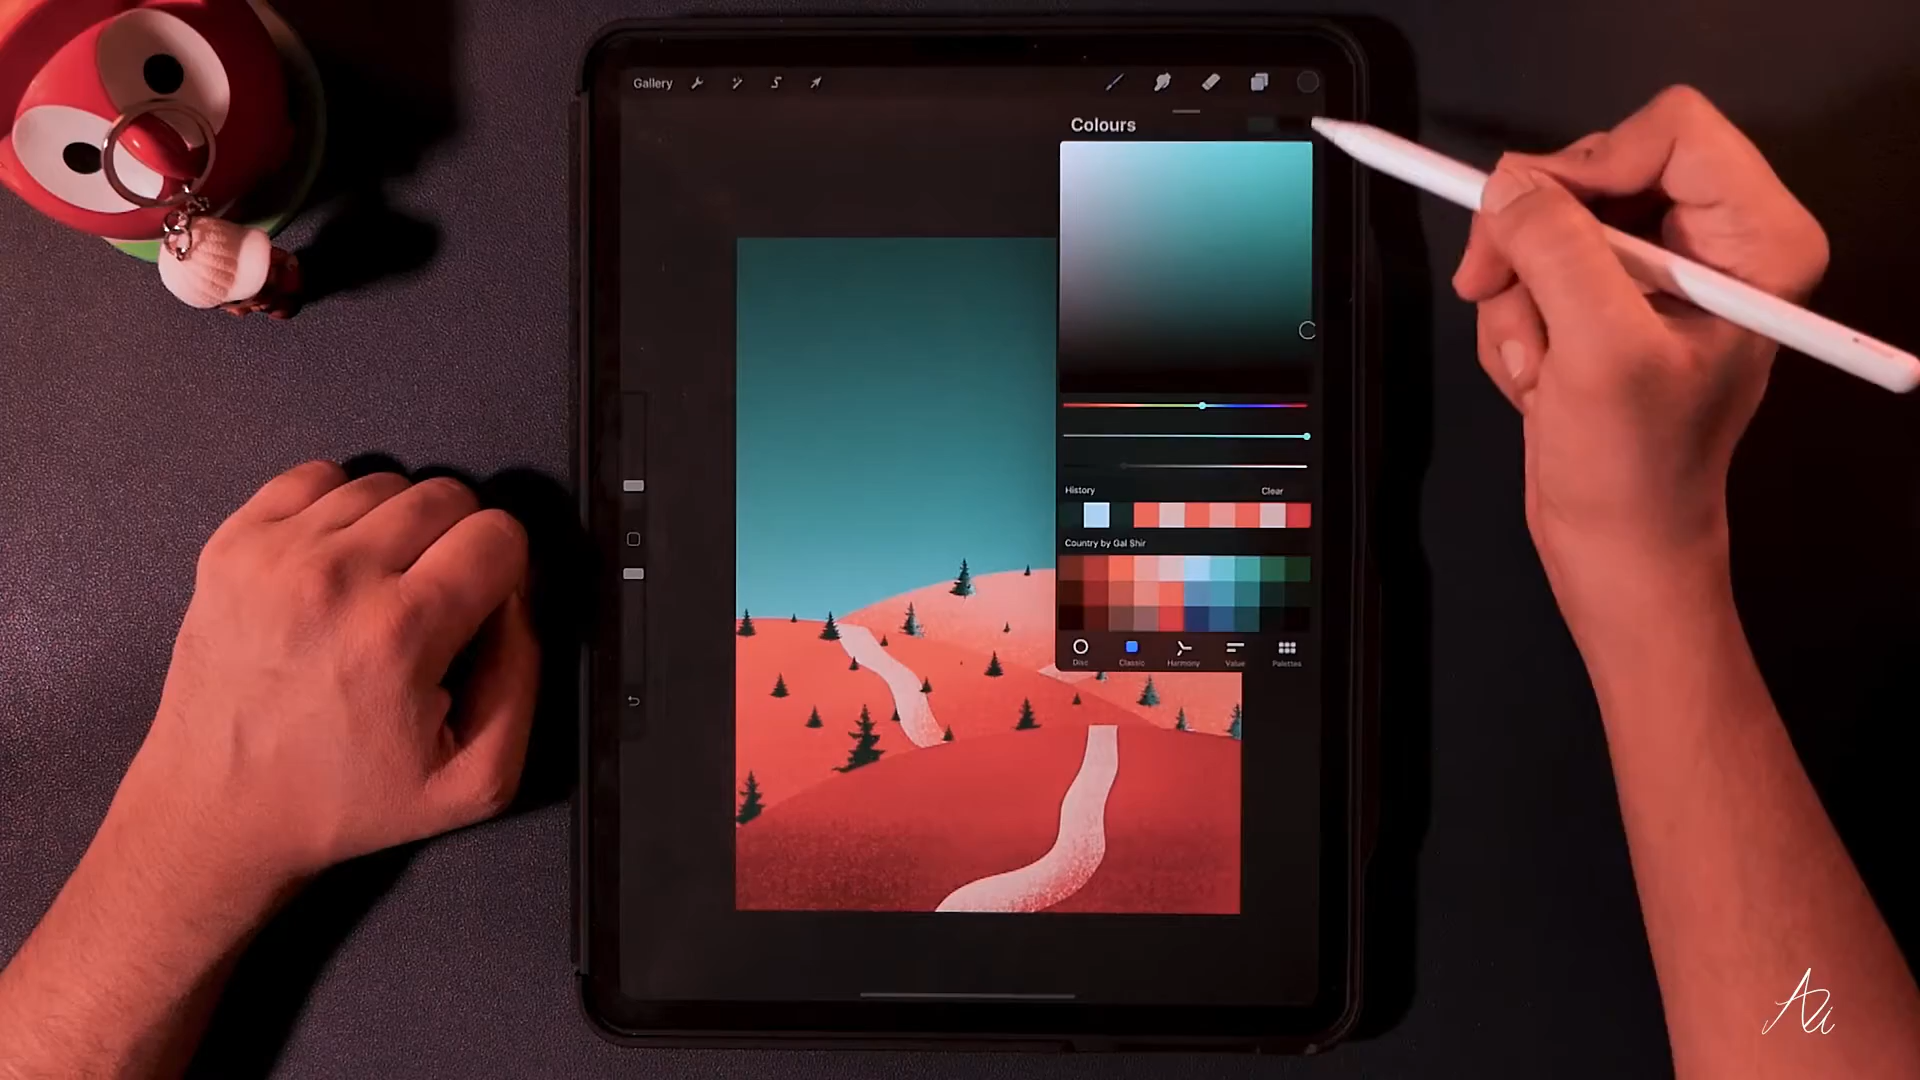 Gallery
Colours
History
Clear
Country by Gal Shir
Disc
Classic
Harmony
Value
Palettes